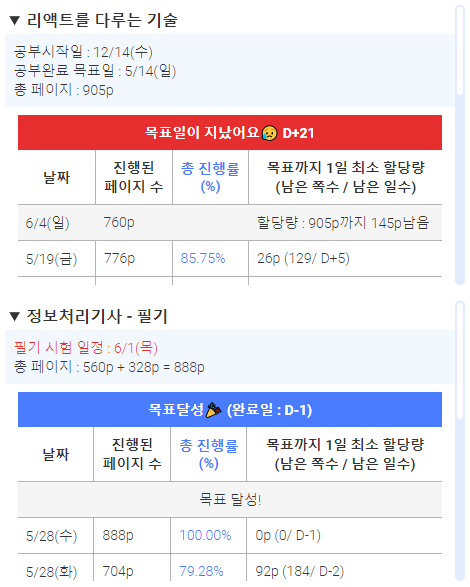 ▼ 리액트를 다루는 기술
공부시작일 : 12/14(수)
공부완료 목표일 : 5/14(일)
총 페이지 : 905p
목표일이 지났어요😥 D+21
날짜 진행된 페이지 수 총 진행률 (%) 목표까지 1일 최소 할당량 (남은 쪽수 / 남은 일수)
6/4(일) 760p 할당량 : 905p까지 145p남음
5/19(금) 776p 85.75% 26p (129/ D+5)
▼ 정보처리기사 - 필기
필기 시험 일정 : 6/1(목)
총 페이지 : 560p + 328p = 888p
목표달성🎉 (완료일 : D-1)
날짜 진행된 페이지 수 총 진행률 (%) 목표까지 1일 최소 할당량 (남은 쪽수 / 남은 일수)
목표 달성!
5/28(수) 888p 100.00% 0p (0/ D-1)
5/28(화) 704p 79.28% 92p (184/ D-2)